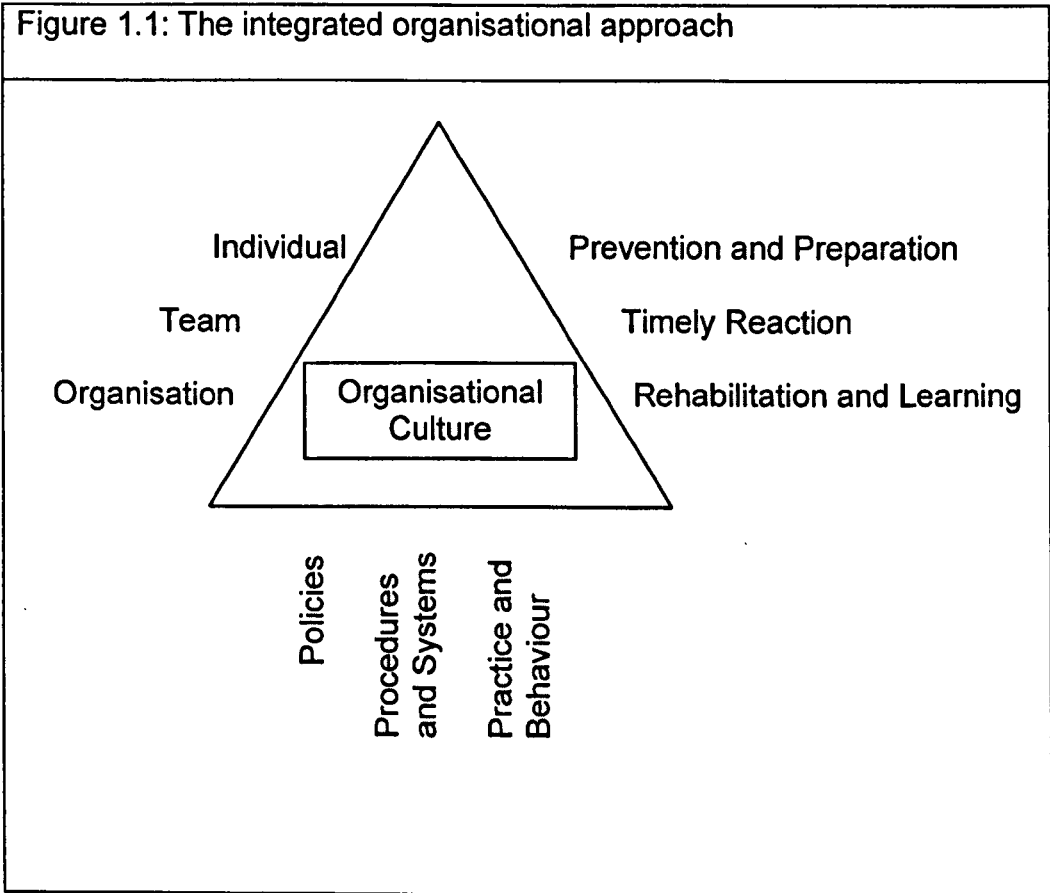 Figure 1.1: The integrated organisational approach
Individual
Prevention and Preparation
Team
Timely Reaction
Organisation
Organisational
Culture
Rehabilitation and Learning
Policies
Procedures
and Systems
Practice and
Behaviour